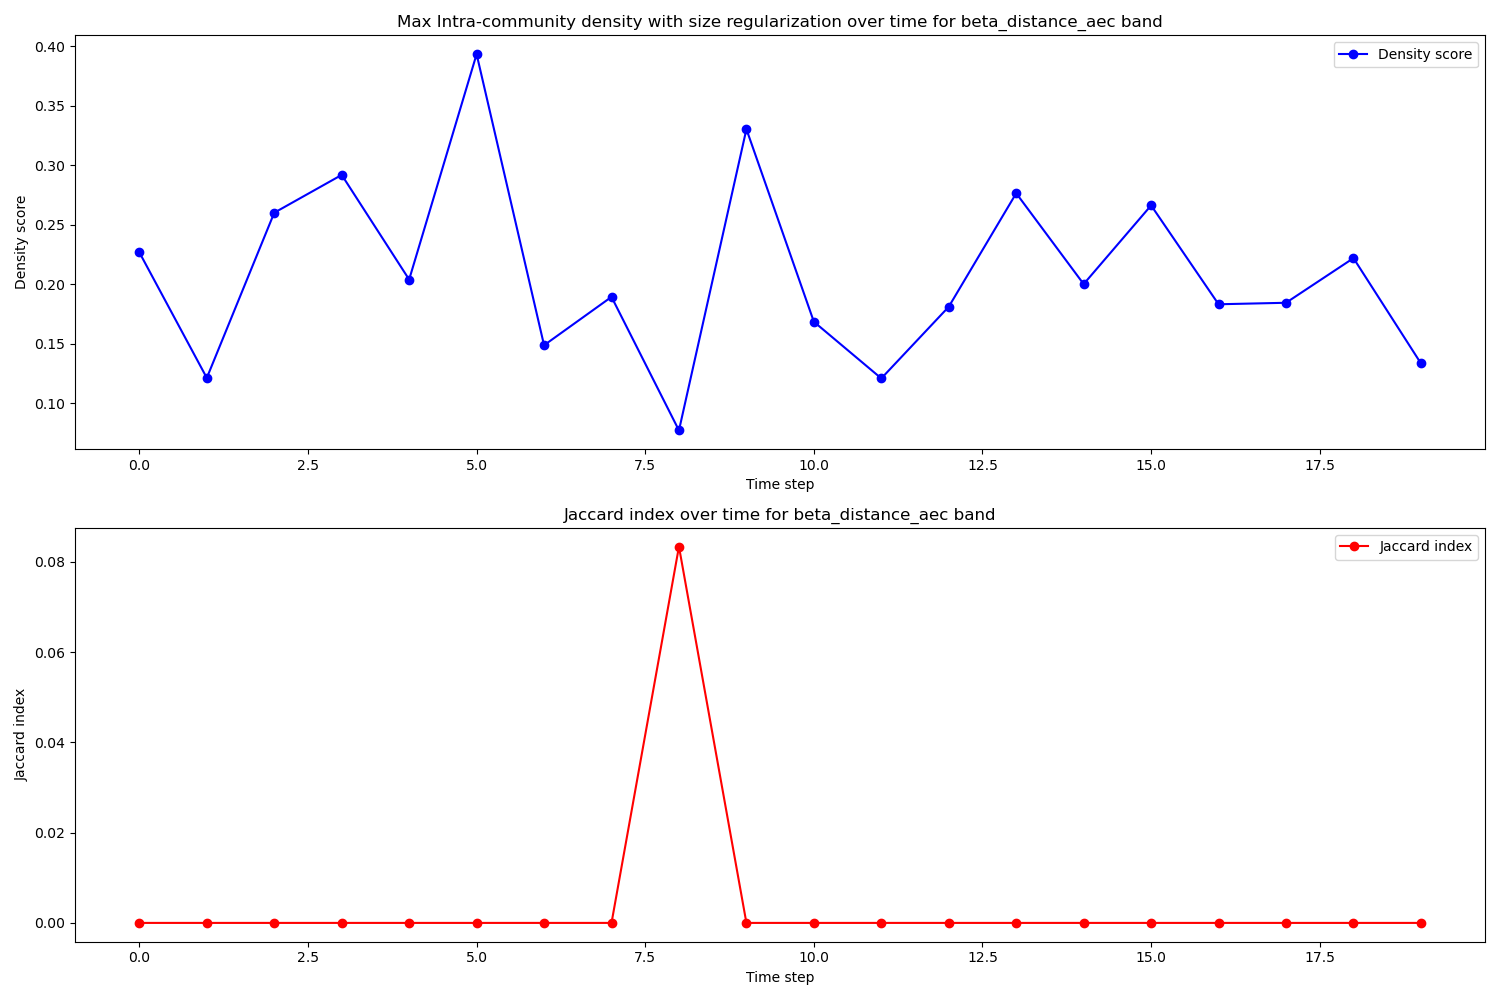 Max Intra-community density with size regularization over time for beta_distance_aec band
Density score
0.40
0.35
0.30
0.25
0.20
0.15
0.10
Density score
0.0 2.5 5.0 7.5 10.0 12.5 15.0 17.5
Time step
Jaccard index over time for beta_distance_aec band
Jaccard index
0.08
0.06
0.04
0.02
0.00
Jaccard index
0.0 2.5 5.0 7.5 10.0 12.5 15.0 17.5
Time step